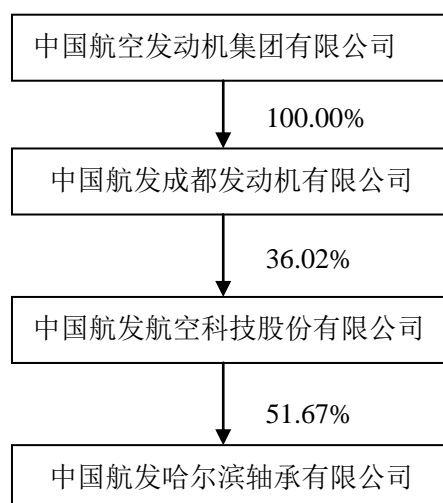 中国航空发动机集团有限公司
100.00%
中国航发成都发动机有限公司
36.02%
中国航发航空科技股份有限公司
51.67%
中国航发哈尔滨轴承有限公司